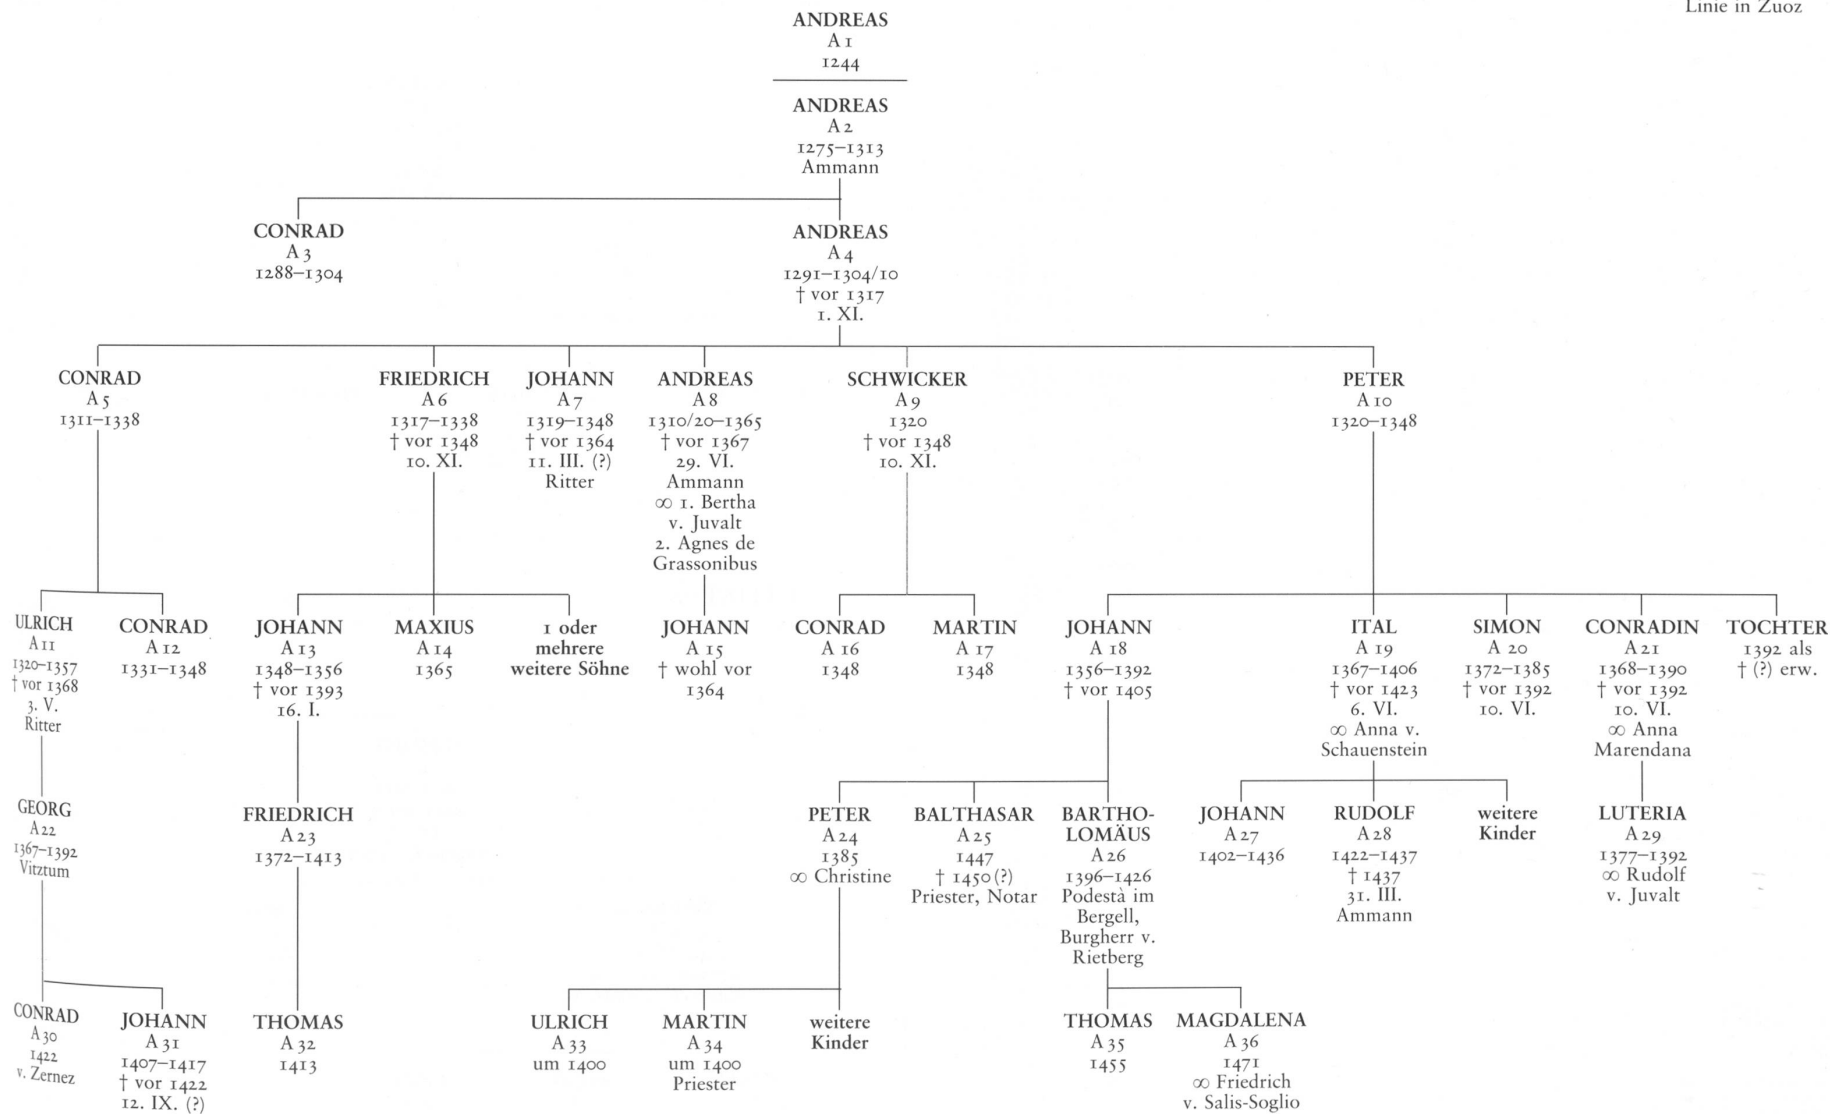 Linie in Zuoz
ANDREAS
A 1
1244
ANDREAS
A 2
1275–1313
Ammann
CONRAD
A 3
1288–1304
ANDREAS
A 4
1291–1304/10
† vor 1317
1. XI.
CONRAD
A 5
1311–1338
FRIEDRICH
A 6
1317–1338
† vor 1348
10. XI.
JOHANN
A 7
1319–1348
† vor 1364
11. III. (?)
Ritter
ANDREAS
A 8
1310/20–1365
† vor 1367
29. VI.
Ammann
∞ 1. Bertha
v. Juvalt
2. Agnes de
Grassonibus
SCHWICKER
A 9
1320
† vor 1348
10. XI.
PETER
A 10
1320–1348
ULRICH
A 11
1320–1357
† vor 1368
3. V.
Ritter
CONRAD
A 12
1331–1348
JOHANN
A 13
1348–1356
† vor 1393
16. I.
MAXIUS
A 14
1365
1 oder
mehrere
weitere Söhne
JOHANN
A 15
† wohl vor
1364
CONRAD
A 16
1348
MARTIN
A 17
1348
JOHANN
A 18
1356–1392
† vor 1405
ITAL
A 19
1367–1406
† vor 1423
6. VI.
∞ Anna v.
Schauenstein
SIMON
A 20
1372–1385
† vor 1392
10. VI.
CONRADIN
A 21
1368–1390
† vor 1392
10. VI.
∞ Anna
Marendana
TOCHTER
1392 als
† (?) erw.
GEORG
A 22
1367–1392
Vitztum
FRIEDRICH
A 23
1372–1413
PETER
A 24
1385
∞ Christine
BALTHASAR
A 25
1447
† 1450 (?)
Priester, Notar
BARTHO-
LOMÄUS
A 26
1396–1426
Podestà im
Bergell,
Burgherr v.
Rietberg
JOHANN
A 27
1402–1436
RUDOLF
A 28
1422–1437
† 1437
31. III.
Ammann
weitere
Kinder
LUTERIA
A 29
1377–1392
∞ Rudolf
v. Juvalt
CONRAD
A 30
1422
v. Zernez
JOHANN
A 31
1407–1417
† vor 1422
12. IX. (?)
THOMAS
A 32
1413
ULRICH
A 33
um 1400
MARTIN
A 34
um 1400
Priester
weitere
Kinder
THOMAS
A 35
1455
MAGDALENA
A 36
1471
∞ Friedrich
v. Salis-Soglio